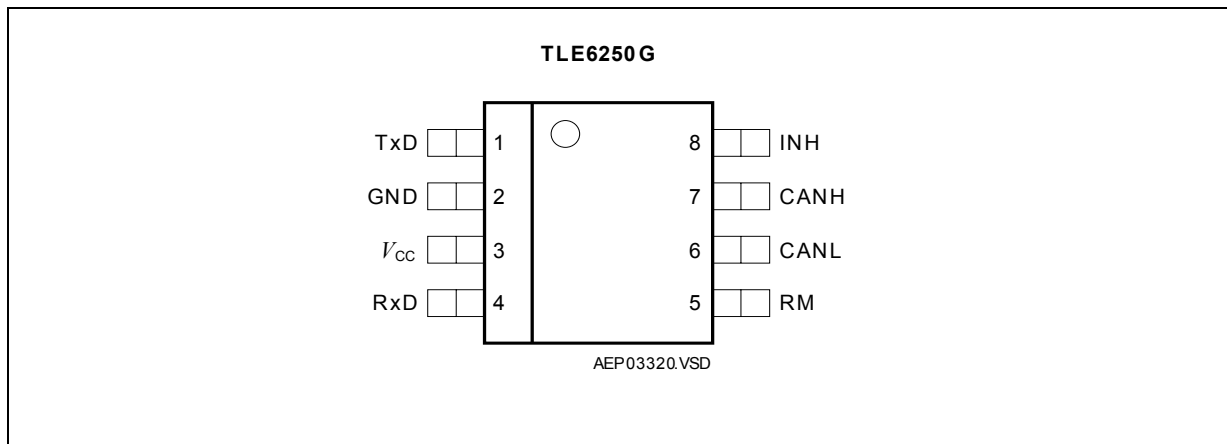 TLE6250G
TxD 1 8 INH
GND 2 7 CANH
VCC 3 6 CANL
RxD 4 5 RM
AEP03320.VSD